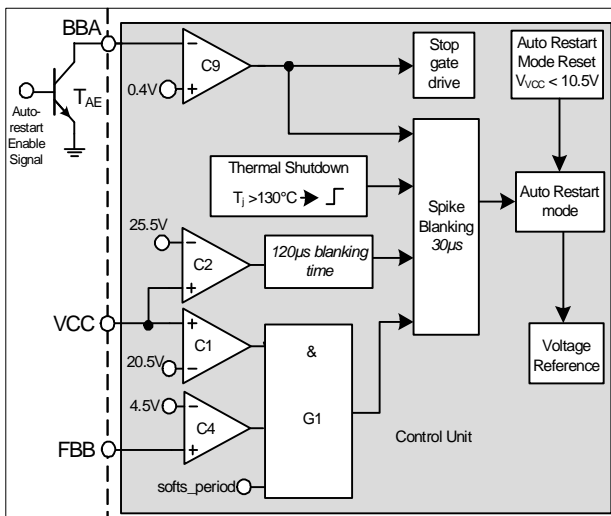 BBA
C9
0.4V
T_AE
Auto-
restart
Enable
Signal
Stop
gate
drive
Auto Restart
Mode Reset
V_VCC < 10.5V
Thermal Shutdown
T_j >130°C
Spike
Blanking
30µs
Auto Restart
mode
25.5V
C2
120µs blanking
time
VCC
C1
20.5V
&
G1
Voltage
Reference
4.5V
C4
FBB
Control Unit
softs_period